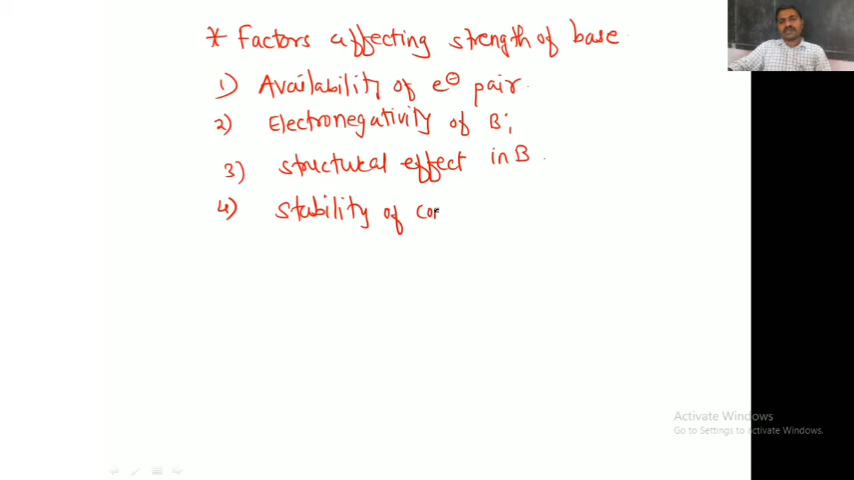 * Factors affecting strength of base
1) Availability of e⊖ pair.
2) Electronegativity of B:
3) structural effect in B.
4) stability of cor
Activate Windows
Go to Settings to Activate Windows.